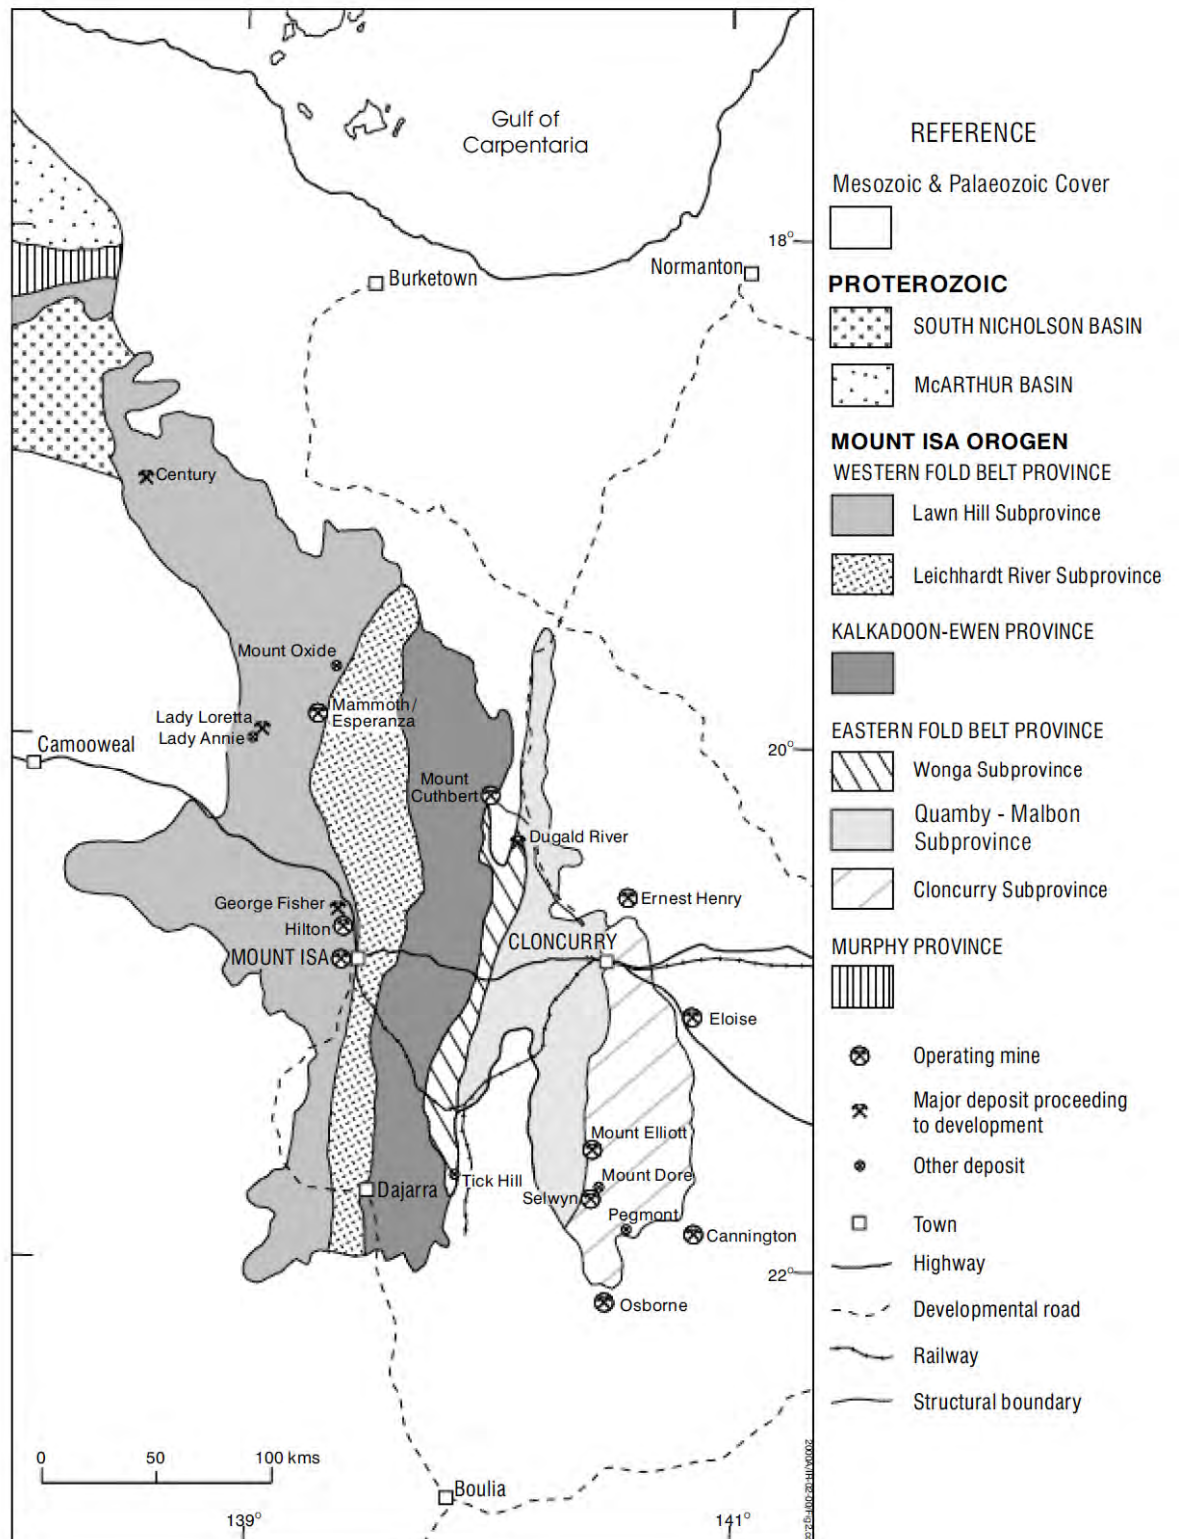 Gulf of
Carpentaria
18°
Burketown
Normanton
Century
Mount Oxide
Mammoth/
Esperanza
Lady Loretta
Lady Annie
Camooweal
20°
Mount
Cuthbert
Dugald River
George Fisher
Hilton
MOUNT ISA
Ernest Henry
CLONCURRY
Eloise
Mount Elliott
Mount Dore
Selwyn
Pegmont
Tick Hill
Dajarra
Cannington
22°
Osborne
0 50 100 kms
Boulia
139°
141°
REFERENCE
Mesozoic & Palaeozoic Cover
PROTEROZOIC
SOUTH NICHOLSON BASIN
McARTHUR BASIN
MOUNT ISA OROGEN
WESTERN FOLD BELT PROVINCE
Lawn Hill Subprovince
Leichhardt River Subprovince
KALKADOON-EWEN PROVINCE
EASTERN FOLD BELT PROVINCE
Wonga Subprovince
Quamby - Malbon
Subprovince
Cloncurry Subprovince
MURPHY PROVINCE
Operating mine
Major deposit proceeding
to development
Other deposit
Town
Highway
Developmental road
Railway
Structural boundary